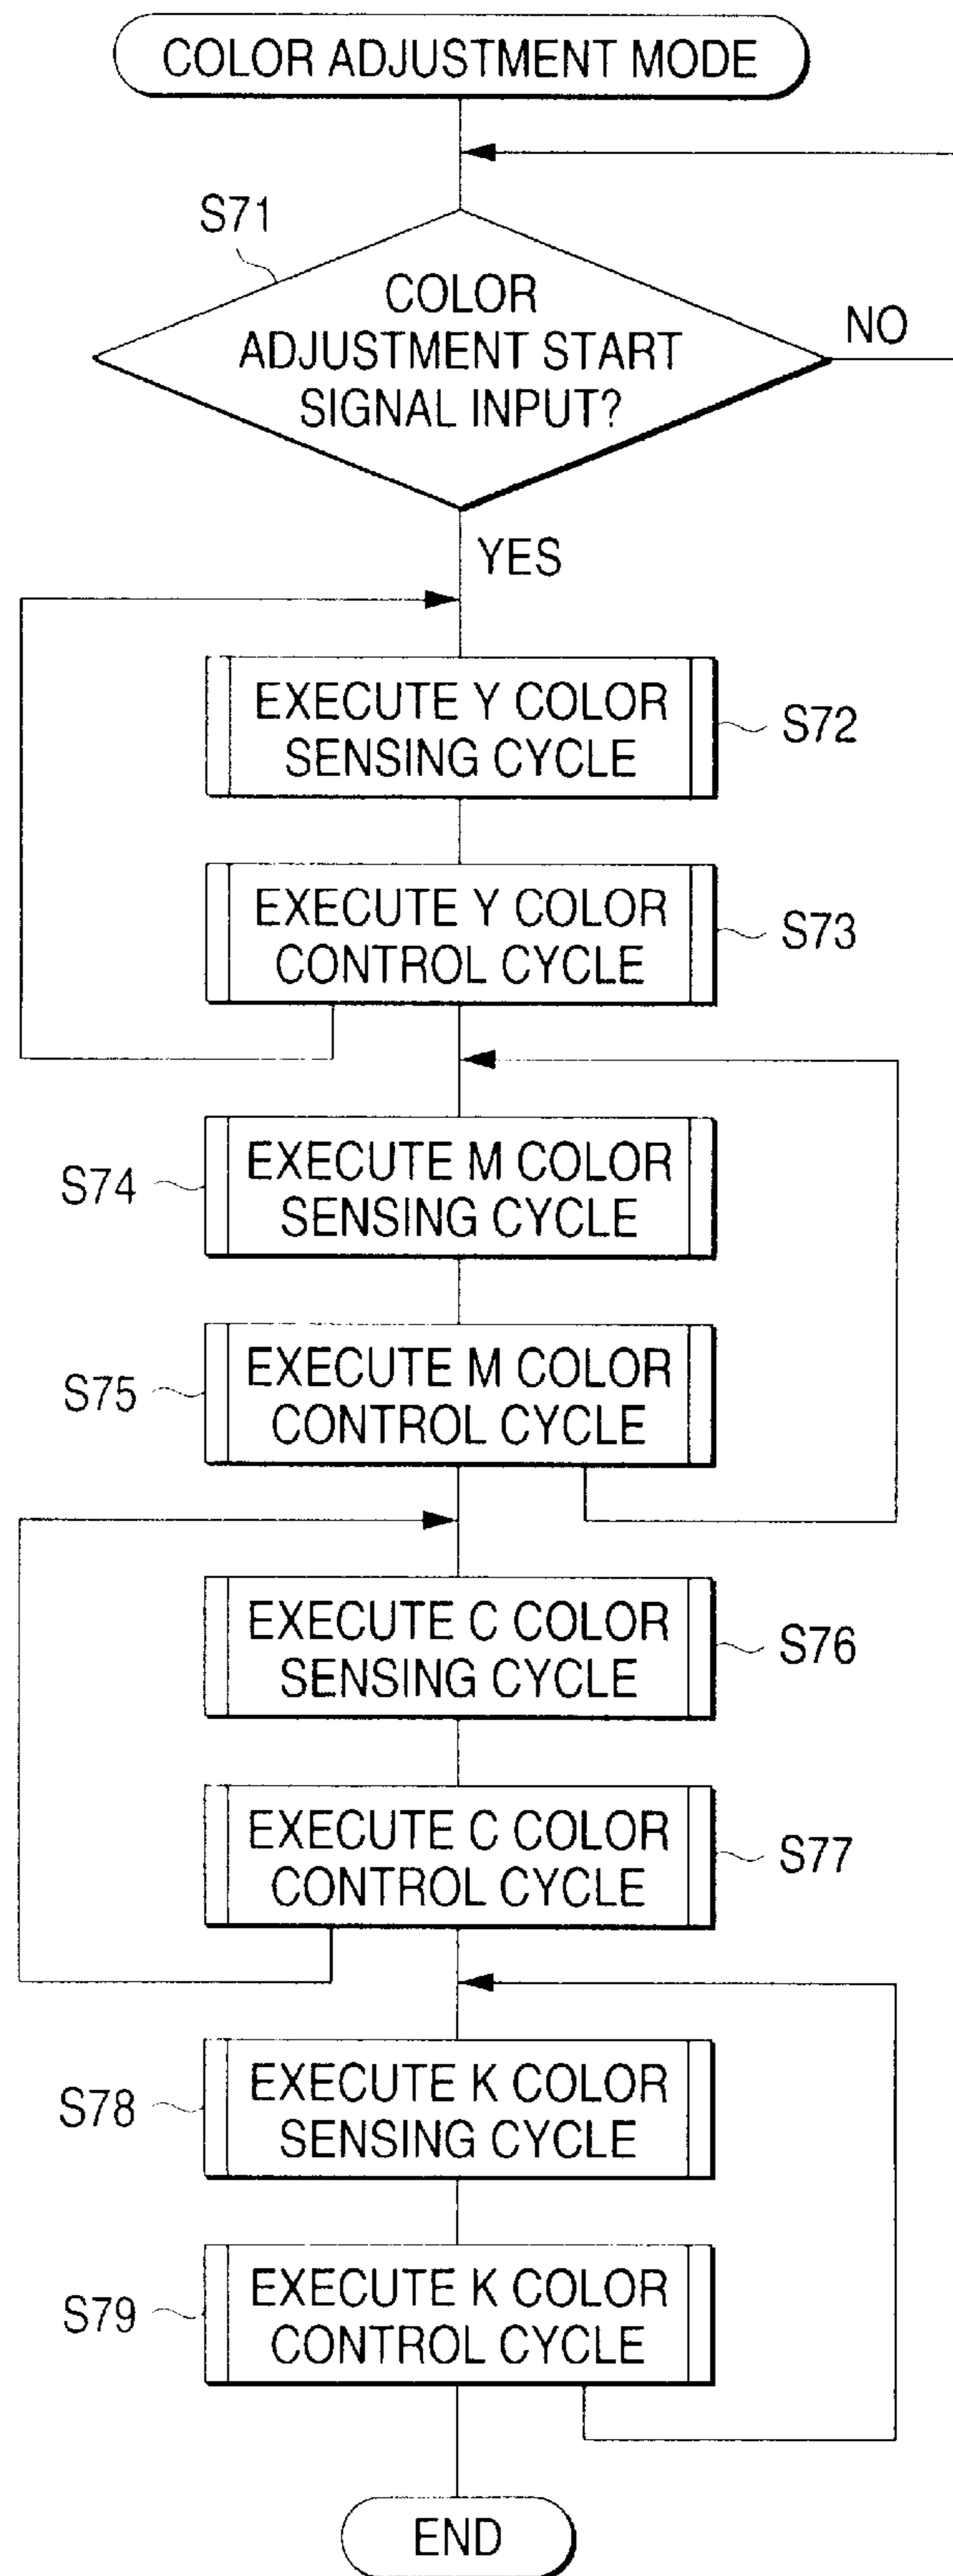 COLOR ADJUSTMENT MODE
S71
COLOR
ADJUSTMENT START
SIGNAL INPUT?
NO
YES
EXECUTE Y COLOR
SENSING CYCLE
S72
EXECUTE Y COLOR
CONTROL CYCLE
S73
S74
EXECUTE M COLOR
SENSING CYCLE
S75
EXECUTE M COLOR
CONTROL CYCLE
EXECUTE C COLOR
SENSING CYCLE
S76
EXECUTE C COLOR
CONTROL CYCLE
S77
S78
EXECUTE K COLOR
SENSING CYCLE
S79
EXECUTE K COLOR
CONTROL CYCLE
END